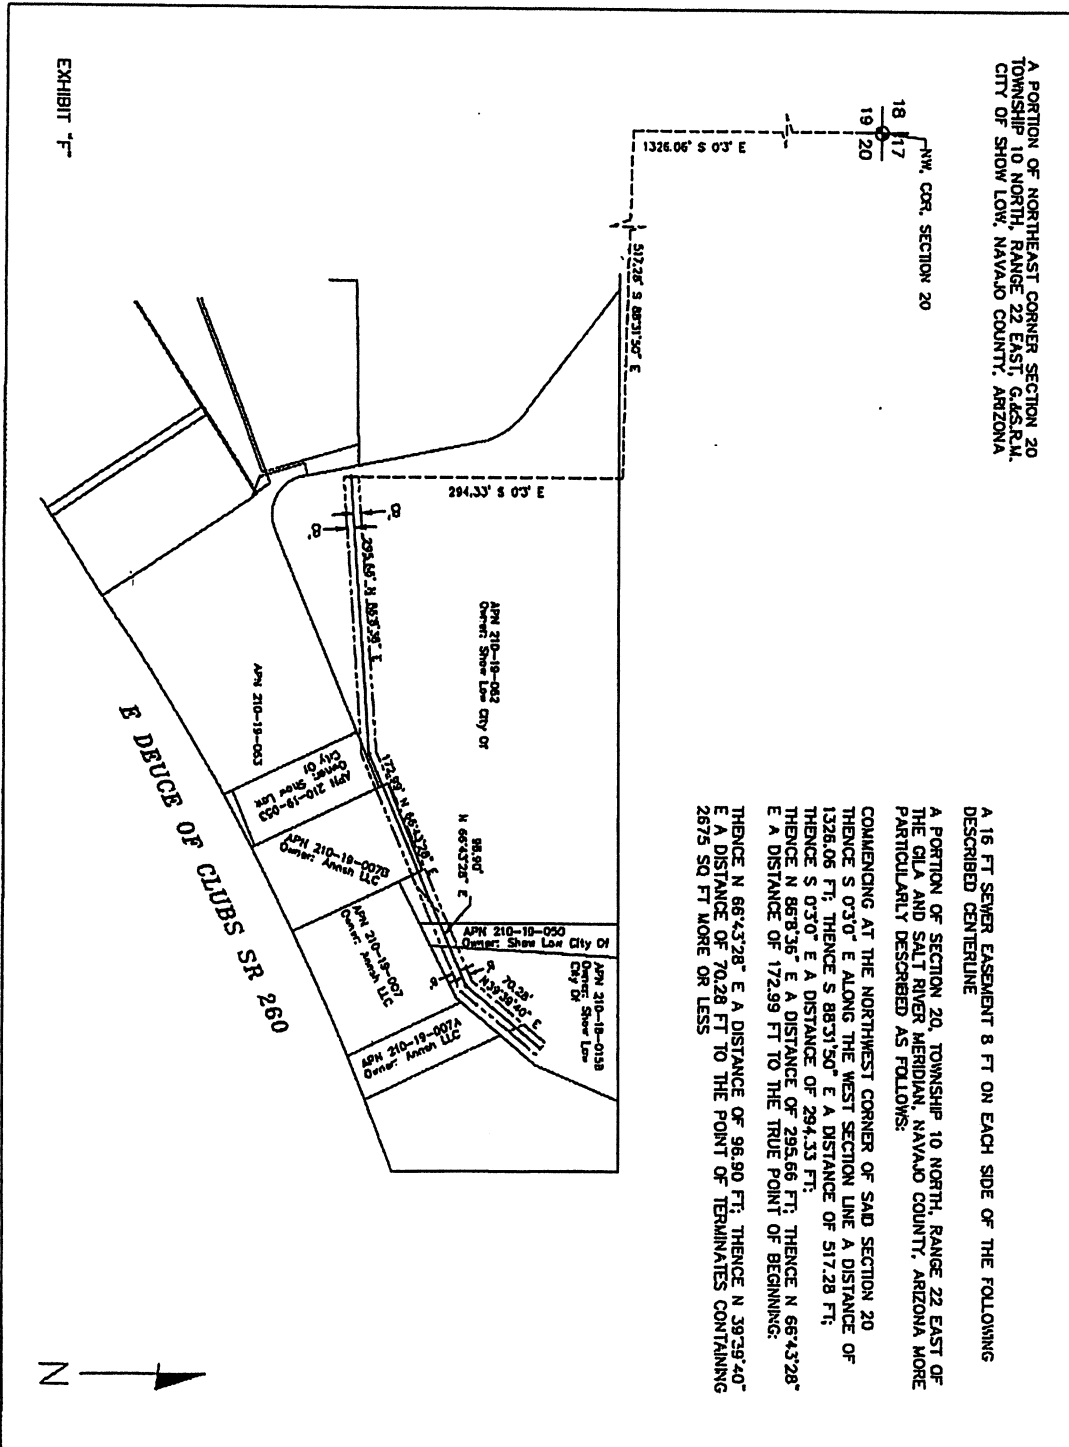 A PORTION OF NORTHEAST CORNER SECTION 20
TOWNSHIP 10 NORTH, RANGE 22 EAST, G.&S.R.M.
CITY OF SHOW LOW, NAVAJO COUNTY, ARIZONA
18
17
19
20
NW. COR. SECTION 20
1326.06' S 0'3' E
517.28' S 88'31'50" E
294.33' S 0'3' E
A 16 FT SEWER EASEMENT 8 FT ON EACH SIDE OF THE FOLLOWING
DESCRIBED CENTERLINE
A PORTION OF SECTION 20, TOWNSHIP 10 NORTH, RANGE 22 EAST OF
THE GILA AND SALT RIVER MERIDIAN, NAVAJO COUNTY, ARIZONA MORE
PARTICULARLY DESCRIBED AS FOLLOWS:
COMMENCING AT THE NORTHWEST CORNER OF SAID SECTION 20
THENCE S 0'3'0" E ALONG THE WEST SECTION LINE A DISTANCE OF
1326.06 FT; THENCE S 88'31'50" E A DISTANCE OF 517.28 FT;
THENCE S 0'3'0" E A DISTANCE OF 294.33 FT;
THENCE N 86'8'36" E A DISTANCE OF 295.66 FT; THENCE N 66'43'28"
E A DISTANCE OF 172.99 FT TO THE TRUE POINT OF BEGINNING:
THENCE N 66'43'28" E A DISTANCE OF 96.90 FT; THENCE N 39'39'40"
E A DISTANCE OF 70.28 FT TO THE POINT OF TERMINATES CONTAINING
2675 SQ FT MORE OR LESS
APN 210-19-062
Owner: Show Low City Of
8'
8'
295.66' N 86'8'36" E
172.99' N 66'43'28" E
N 66'43'28" E
APN 210-19-050
Owner: Show Low City Of
APN 210-18-015B
Owner: Show Low
City Of
70.28'
N39'39'40" E
APN 210-19-063
APN 210-19-053
Owner: Show Low
City Of
APN 210-19-007B
Owner: Annsh LLC
APN 210-19-007
Owner: Annsh LLC
APN 210-19-007A
Owner: Annsh LLC
E DEUCE OF CLUBS SR 260
EXHIBIT "F"
N